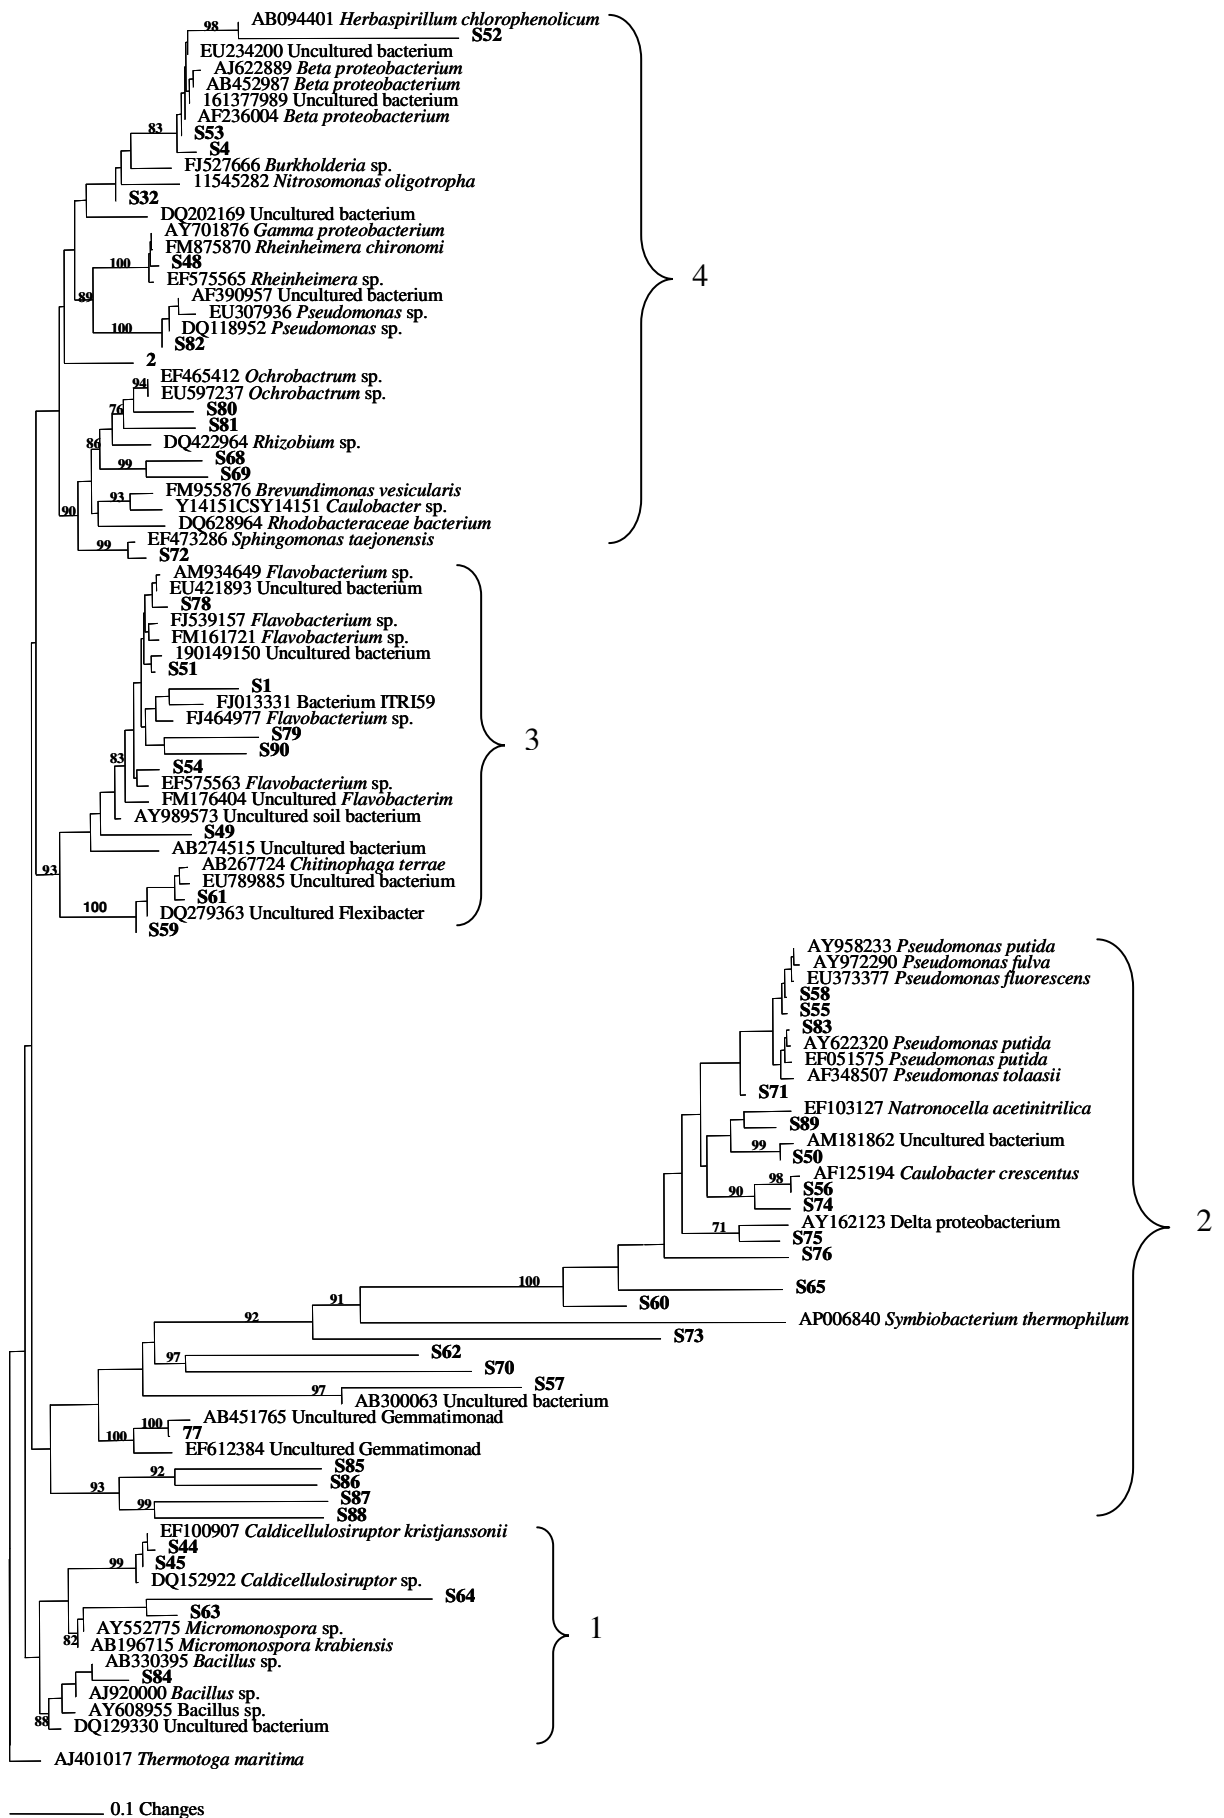 98
AB094401 Herbaspirillum chlorophenolicum
S52
EU234200 Uncultured bacterium
AJ622889 Beta proteobacterium
AB452987 Beta proteobacterium
161377989 Uncultured bacterium
AF236004 Beta proteobacterium
83
S53
S4
FJ527666 Burkholderia sp.
11545282 Nitrosomonas oligotropha
S32
DQ202169 Uncultured bacterium
AY701876 Gamma proteobacterium
FM875870 Rheinheimera chironomi
100
S48
EF575565 Rheinheimera sp.
4
89
AF390957 Uncultured bacterium
EU307936 Pseudomonas sp.
100
DQ118952 Pseudomonas sp.
S82
2
EF465412 Ochrobactrum sp.
94
EU597237 Ochrobactrum sp.
76
S80
S81
86
DQ422964 Rhizobium sp.
S68
99
S69
FM955876 Brevundimonas vesicularis
93
Y14151CSY14151 Caulobacter sp.
90
DQ628964 Rhodobacteraceae bacterium
EF473286 Sphingomonas taejonensis
99
S72
AM934649 Flavobacterium sp.
EU421893 Uncultured bacterium
S78
FJ539157 Flavobacterium sp.
FM161721 Flavobacterium sp.
190149150 Uncultured bacterium
S51
S1
FJ013331 Bacterium ITRI59
FJ464977 Flavobacterium sp.
S79
3
S90
83
S54
EF575563 Flavobacterium sp.
FM176404 Uncultured Flavobacterim
AY989573 Uncultured soil bacterium
S49
AB274515 Uncultured bacterium
93
AB267724 Chitinophaga terrae
EU789885 Uncultured bacterium
S61
100
DQ279363 Uncultured Flexibacter
S59
AY958233 Pseudomonas putida
AY972290 Pseudomonas fulva
EU373377 Pseudomonas fluorescens
S58
S55
S83
AY622320 Pseudomonas putida
EF051575 Pseudomonas putida
AF348507 Pseudomonas tolaasii
S71
EF103127 Natronocella acetinitrilica
S89
99
AM181862 Uncultured bacterium
S50
98
AF125194 Caulobacter crescentus
90
S56
S74
71
AY162123 Delta proteobacterium
2
S75
S76
100
S65
91
S60
92
AP006840 Symbiobacterium thermophilum
S73
97
S62
S70
97
S57
AB300063 Uncultured bacterium
AB451765 Uncultured Gemmatimonad
100
100
77
EF612384 Uncultured Gemmatimonad
92
S85
93
S86
99
S87
S88
EF100907 Caldicellulosiruptor kristjanssonii
S44
99
S45
DQ152922 Caldicellulosiruptor sp.
S64
S63
AY552775 Micromonospora sp.
1
82
AB196715 Micromonospora krabiensis
AB330395 Bacillus sp.
S84
AJ920000 Bacillus sp.
AY608955 Bacillus sp.
88
DQ129330 Uncultured bacterium
AJ401017 Thermotoga maritima
0.1 Changes